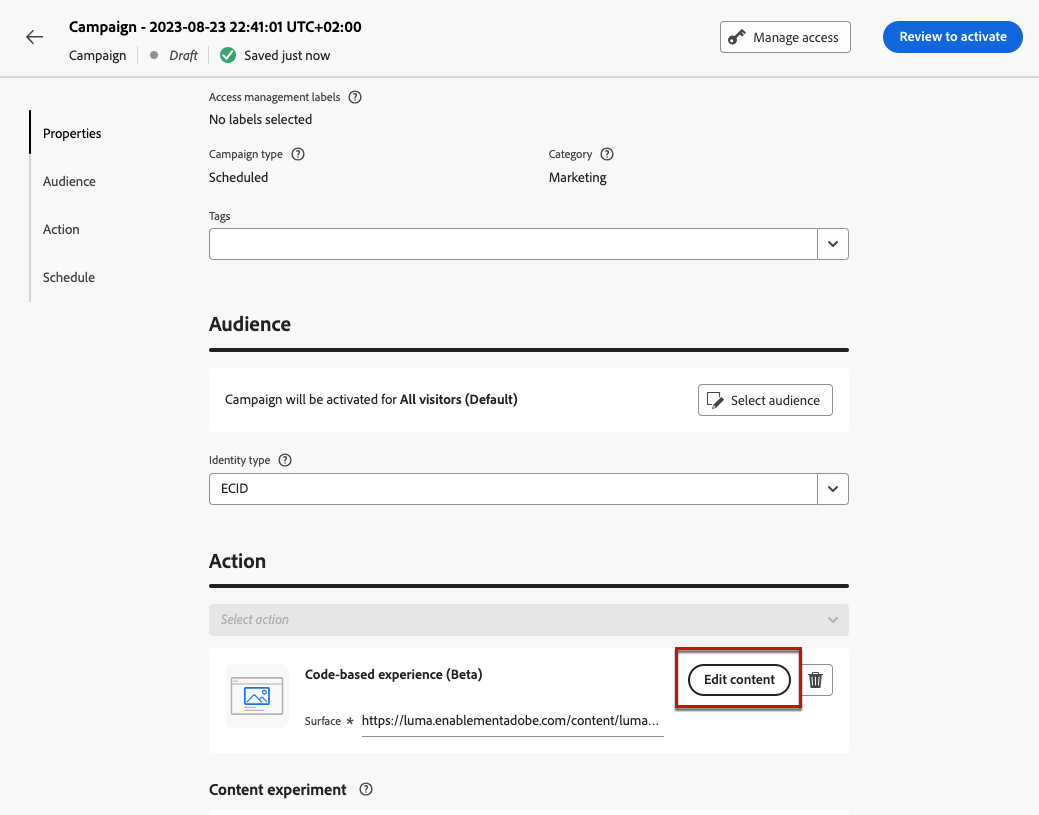 Campaign - 2023-08-23 22:41:01 UTC+02:00
Campaign Draft Saved just now
Manage access
Review to activate
Properties
Audience
Action
Schedule
Access management labels
No labels selected
Campaign type Category
Scheduled Marketing
Tags
Audience
Campaign will be activated for All visitors (Default)
Select audience
Identity type
ECID
Action
Select action
Code-based experience (Beta)
Edit content
Surface * https://luma.enablementadobe.com/content/luma...
Content experiment